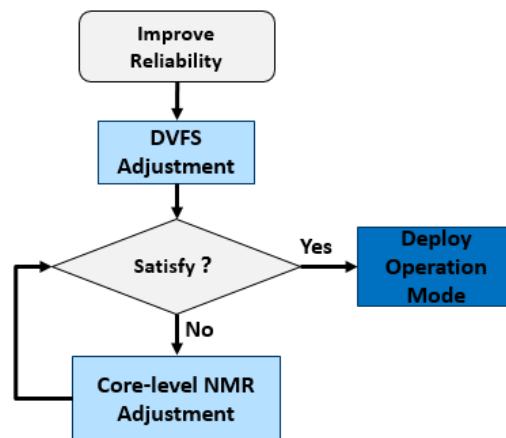 Improve
Reliability
DVFS
Adjustment
Satisfy ?
Yes
Deploy
Operation
Mode
No
Core-level NMR
Adjustment